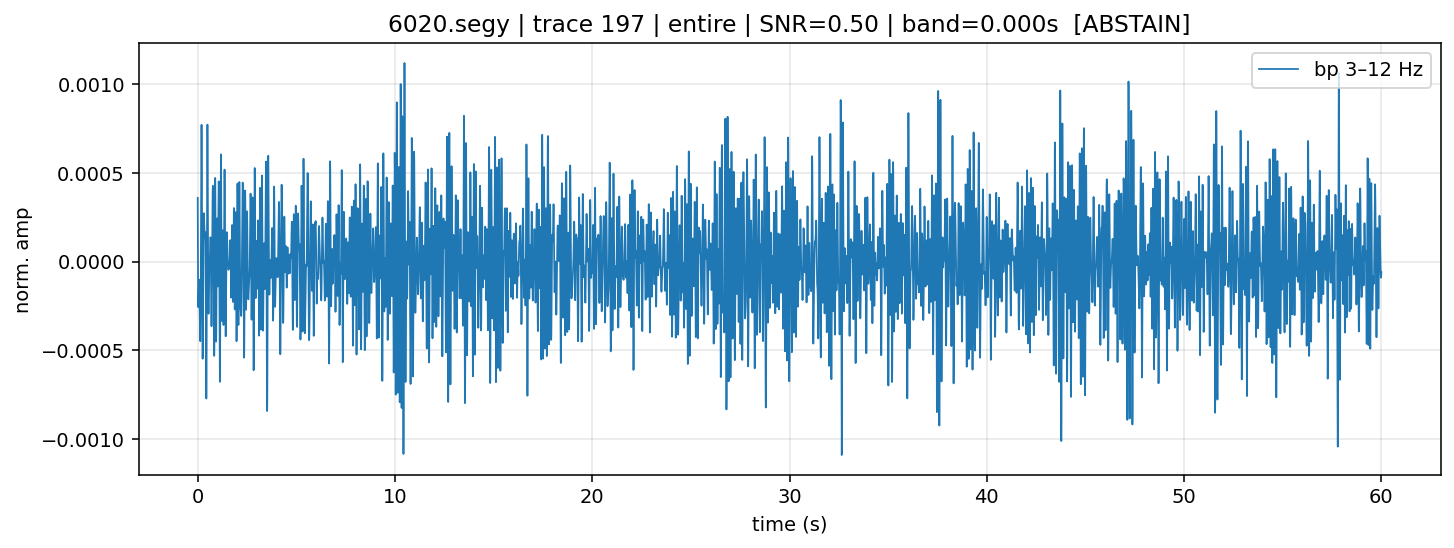 6020.segy | trace 197 | entire | SNR=0.50 | band=0.000s  [ABSTAIN]
bp 3–12 Hz
norm. amp
0.0010
0.0005
0.0000
−0.0005
−0.0010
0 10 20 30 40 50 60
time (s)